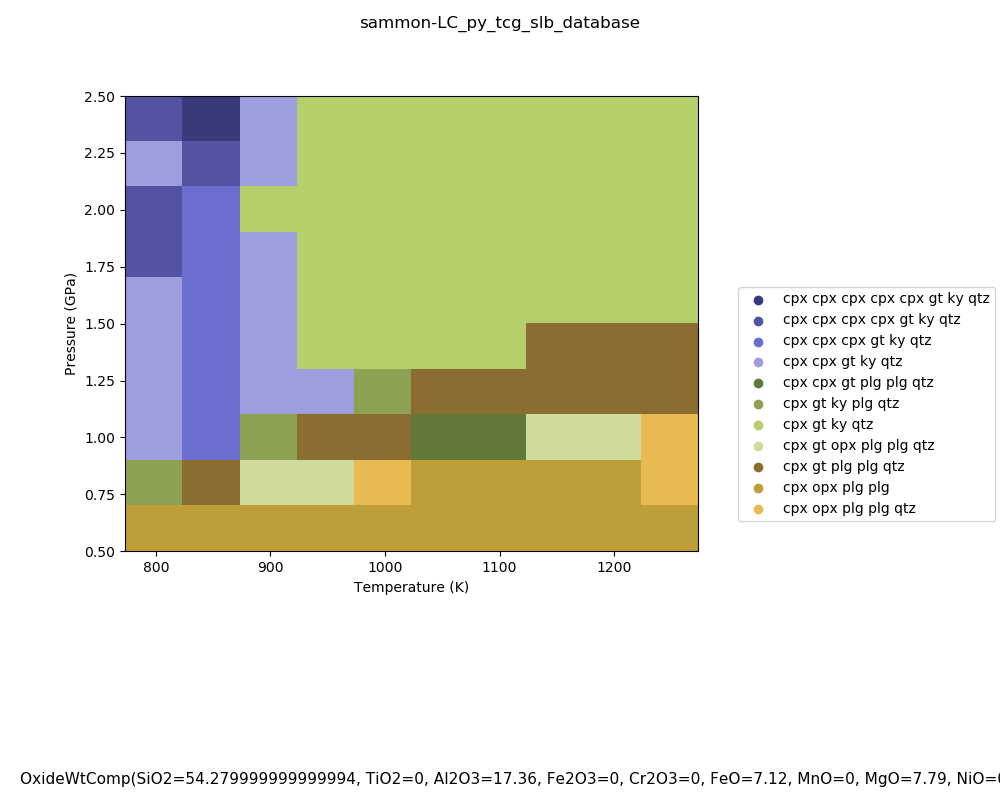 sammon-LC_py_tcg_slb_database
2.50
2.25
2.00
1.75
1.50
1.25
1.00
0.75
0.50
Pressure (GPa)
800
900
1000
1100
1200
Temperature (K)
cpx cpx cpx cpx cpx gt ky qtz
cpx cpx cpx cpx gt ky qtz
cpx cpx cpx gt ky qtz
cpx cpx gt ky qtz
cpx cpx gt plg plg qtz
cpx gt ky plg qtz
cpx gt ky qtz
cpx gt opx plg plg qtz
cpx gt plg plg qtz
cpx opx plg plg
cpx opx plg plg qtz
OxideWtComp(SiO2=54.279999999999994, TiO2=0, Al2O3=17.36, Fe2O3=0, Cr2O3=0, FeO=7.12, MnO=0, MgO=7.79, NiO=